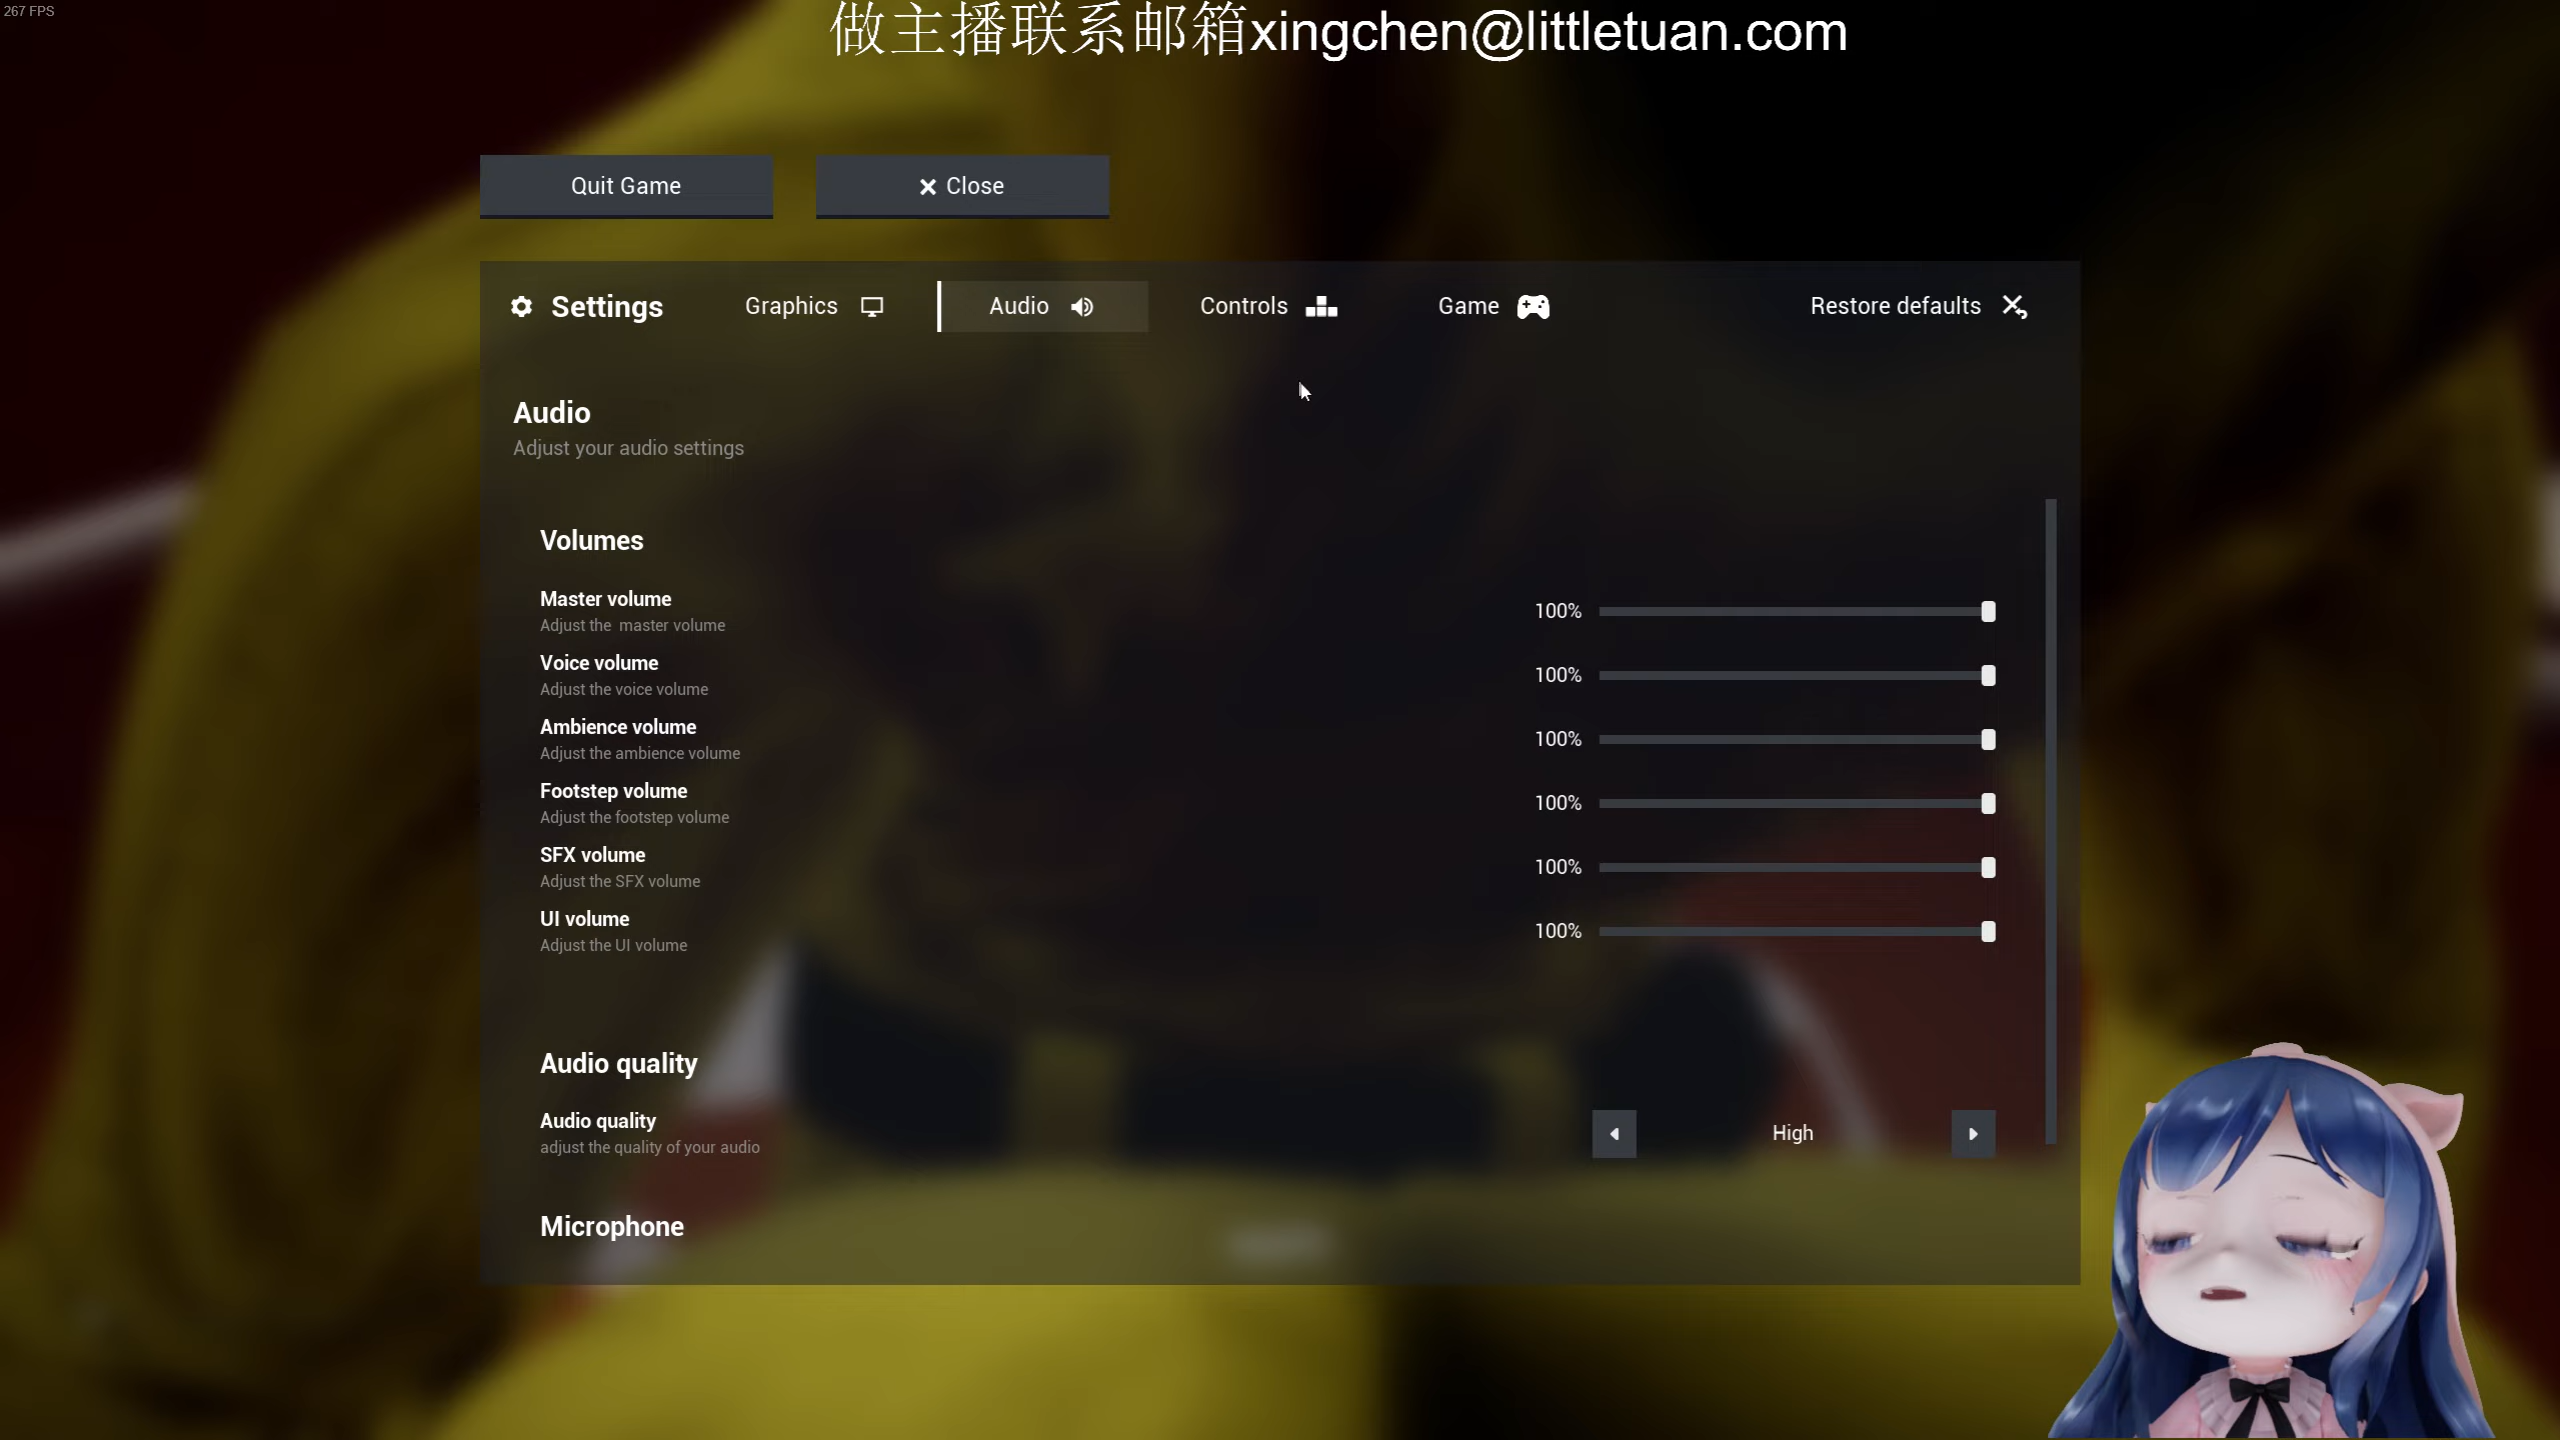 267 FPS
做主播联系邮箱xingchen@littletuan.com
Quit Game
Close
Settings
Graphics
Audio
Controls
Game
Restore defaults
Audio
Adjust your audio settings
Volumes
Master volume
Adjust the  master volume
100%
Voice volume
Adjust the voice volume
100%
Ambience volume
Adjust the ambience volume
100%
Footstep volume
Adjust the footstep volume
100%
SFX volume
Adjust the SFX volume
100%
UI volume
Adjust the UI volume
100%
Audio quality
Audio quality
adjust the quality of your audio
High
Microphone